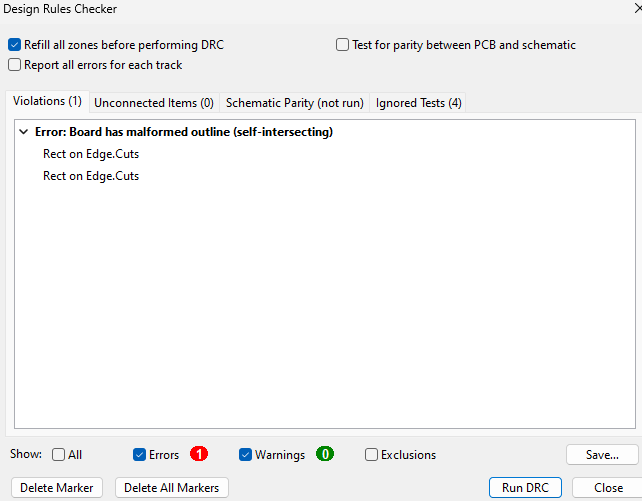 Design Rules Checker
Refill all zones before performing DRC Test for parity between PCB and schematic
Report all errors for each track
Violations (1) Unconnected Items (0) Schematic Parity (not run) Ignored Tests (4)
Error: Board has malformed outline (self-intersecting)
Rect on Edge.Cuts
Rect on Edge.Cuts
Show: All Errors 1 Warnings 0 Exclusions Save...
Delete Marker Delete All Markers Run DRC Close